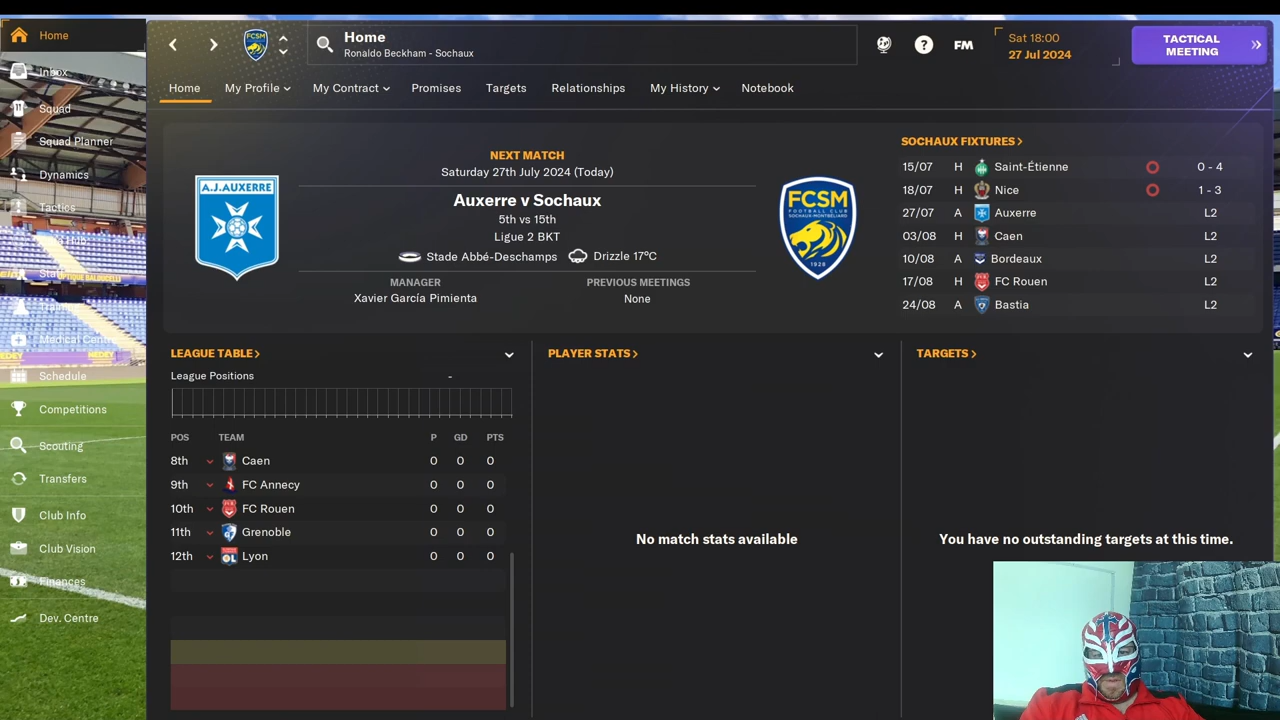 Home
Ronaldo Beckham - Sochaux
Sat 18:00
27 Jul 2024
TACTICAL
MEETING
FM
?
FCSM
Home
Inbox
Squad
Squad Planner
Dynamics
Tactics
Schedule
Competitions
Scouting
Transfers
Club Info
Club Vision
Finances
Dev. Centre
Home
My Profile
My Contract
Promises
Targets
Relationships
My History
Notebook
A.J.AUXERRE
NEXT MATCH
Saturday 27th July 2024 (Today)
Auxerre v Sochaux
5th vs 15th
Ligue 2 BKT
Stade Abbé-Deschamps Drizzle 17°C
MANAGER
Xavier García Pimienta
PREVIOUS MEETINGS
None
FCSM
FOOTBALL CLUB
SOCHAUX-MONTBÉLIARD
1928
SOCHAUX FIXTURES
15/07 H Saint-Étienne 0 - 4
18/07 H Nice 1 - 3
27/07 A Auxerre L2
03/08 H Caen L2
10/08 A Bordeaux L2
17/08 H FC Rouen L2
24/08 A Bastia L2
LEAGUE TABLE
League Positions -
POS TEAM P GD PTS
8th Caen 0 0 0
9th FC Annecy 0 0 0
10th FC Rouen 0 0 0
11th Grenoble 0 0 0
12th Lyon 0 0 0
PLAYER STATS
No match stats available
TARGETS
You have no outstanding targets at this time.